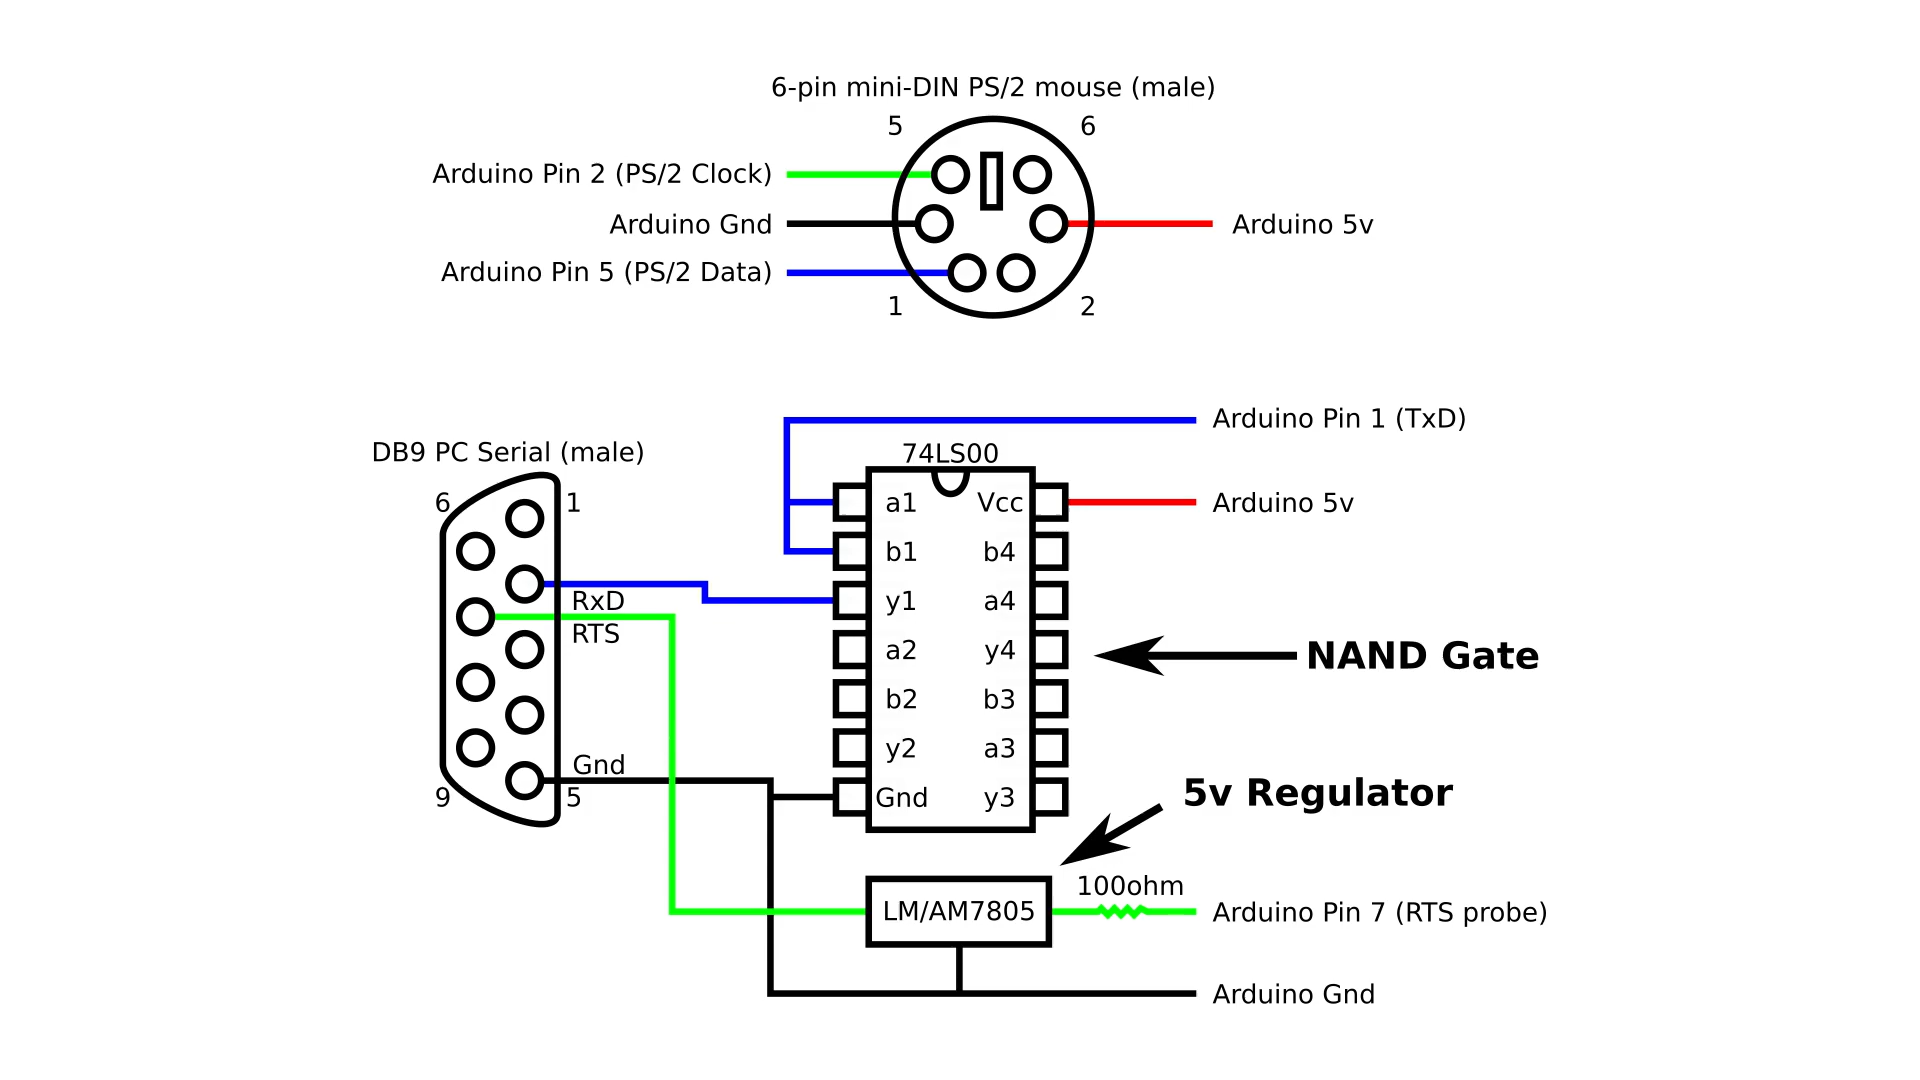 6-pin mini-DIN PS/2 mouse (male)
5 6
Arduino Pin 2 (PS/2 Clock)
Arduino Gnd
Arduino 5v
Arduino Pin 5 (PS/2 Data)
1 2
Arduino Pin 1 (TxD)
DB9 PC Serial (male)
74LS00
6 1
a1 Vcc
Arduino 5v
b1 b4
RxD
y1 a4
RTS
a2 y4
NAND Gate
b2 b3
y2 a3
Gnd
9 5
Gnd y3
5v Regulator
100ohm
LM/AM7805
Arduino Pin 7 (RTS probe)
Arduino Gnd